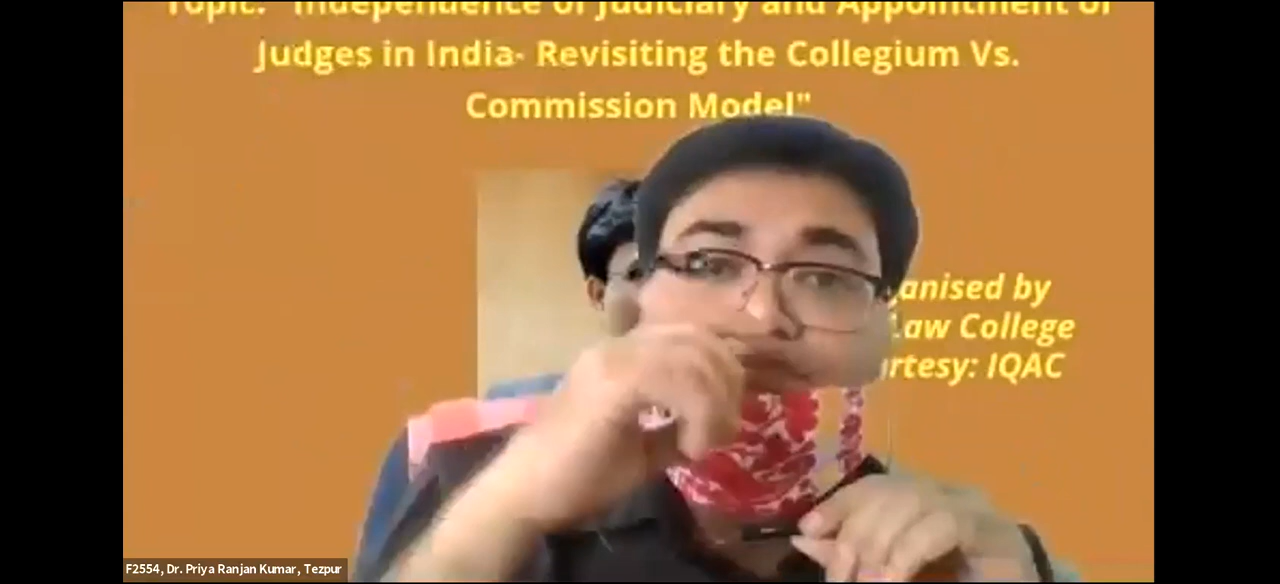 Topic: "Independence of Judiciary and Appointment of
Judges in India- Revisiting the Collegium Vs.
Commission Model"
anised by
Law College
rtesy: IQAC
F2554, Dr. Priya Ranjan Kumar, Tezpur